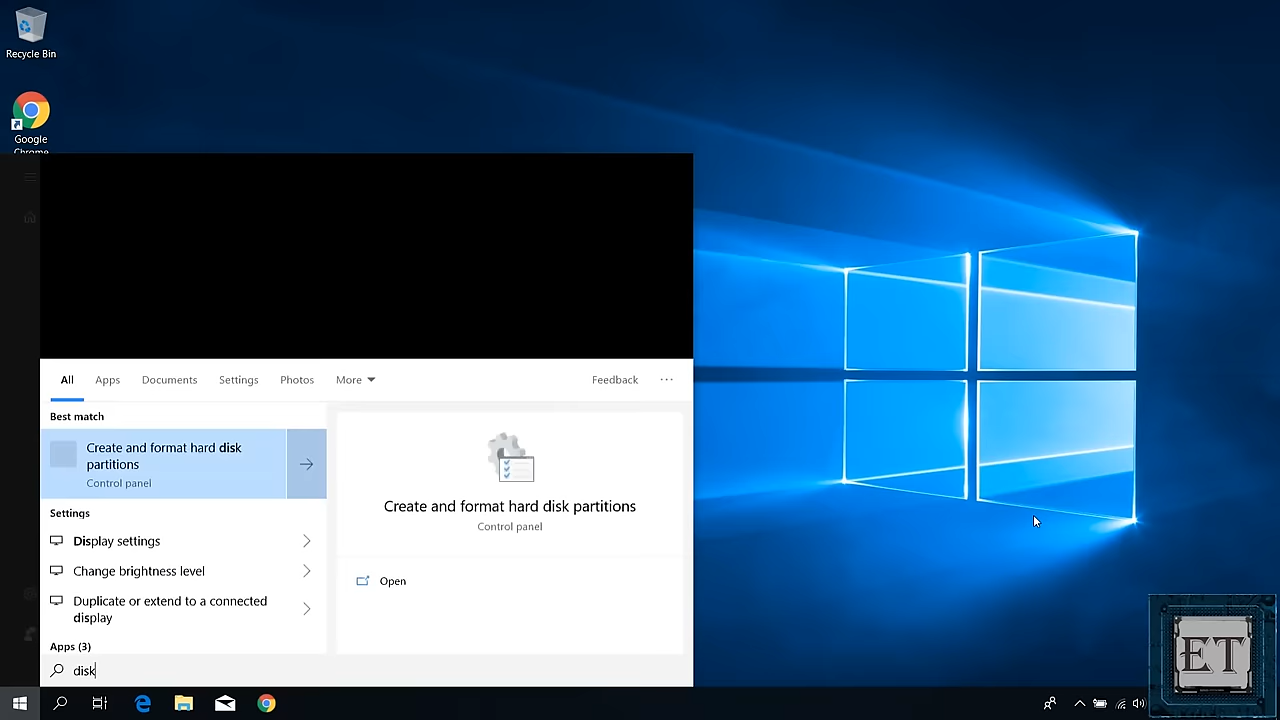 Recycle Bin
Google
Chrome
All
Apps
Documents
Settings
Photos
More
Feedback
Best match
Create and format hard disk
partitions
Control panel
Settings
Display settings
Change brightness level
Duplicate or extend to a connected
display
Apps (3)
disk
Create and format hard disk partitions
Control panel
Open
ET